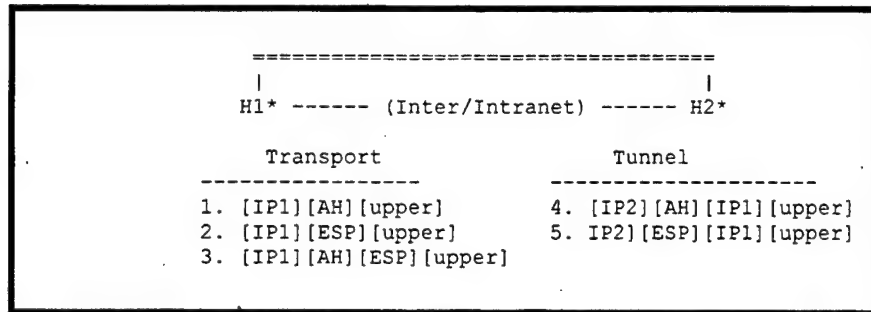 ===================================
| |
H1* ------ (Inter/Intranet) ------ H2*
Transport Tunnel
----------------- ---------------------
1. [IP1][AH][upper] 4. [IP2][AH][IP1][upper]
2. [IP1][ESP][upper] 5. IP2][ESP][IP1][upper]
3. [IP1][AH][ESP][upper]